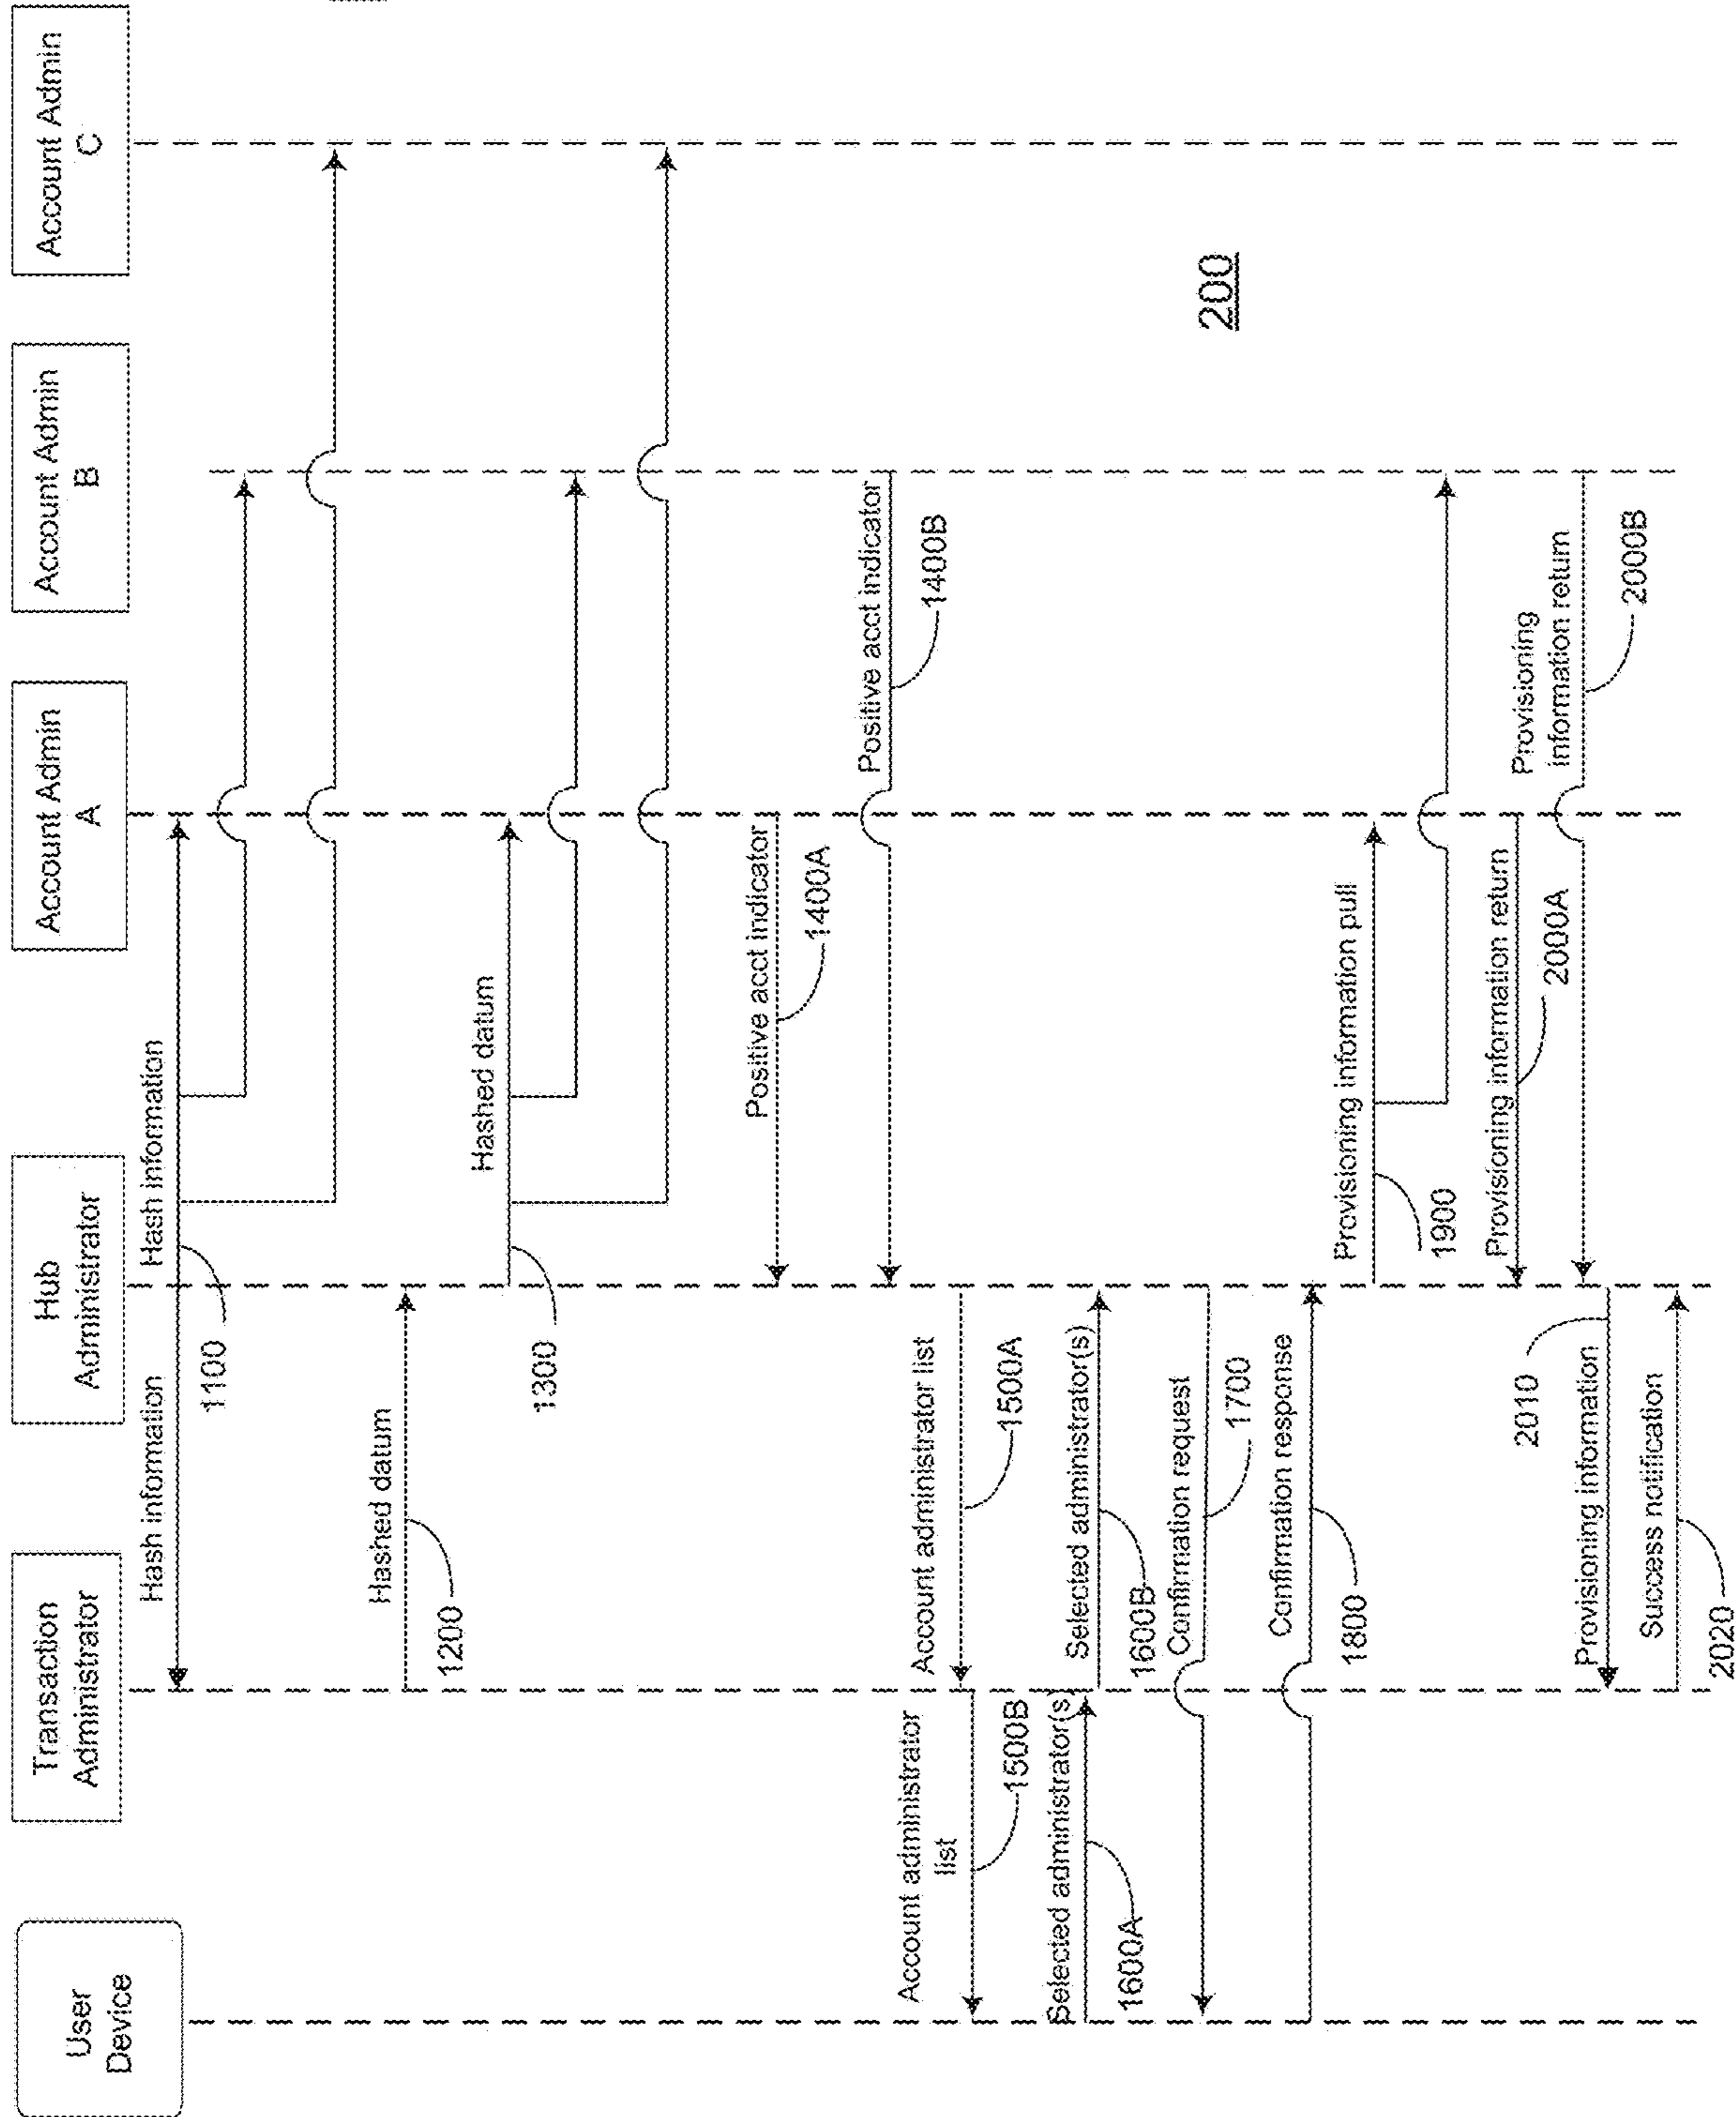 User
Device
Transaction
Administrator
Hub
Administrator
Account Admin
A
Account Admin
B
Account Admin
C
Hash information
Hash information
1100
Hashed datum
1200
Hashed datum
1300
Positive acct indicator
1400A
Positive acct indicator
1400B
Account administrator list
1500A
Account administrator
list
1500B
Selected administrator(s)
1600A
Selected administrator(s)
1600B
Confirmation request
1700
Confirmation response
1800
Provisioning information pull
1900
Provisioning information return
2000A
Provisioning
information return
2000B
Provisioning information
2010
Success notification
2020
200